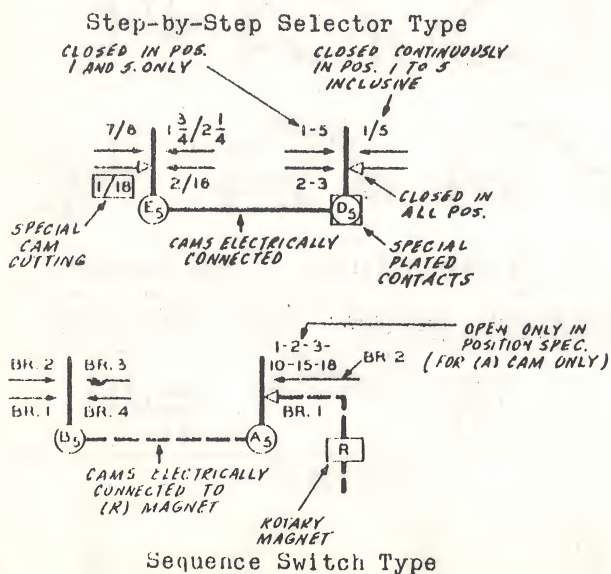 Step-by-Step Selector Type
CLOSED IN POS.
1 AND 5. ONLY
CLOSED CONTINUOUSLY
IN POS. 1 TO 5
INCLUSIVE
7/8
1 3/4 / 2 1/4
1-5
1/5
1/18
2/16
2-3
CLOSED IN
ALL POS.
E5
D5
SPECIAL
CAM
CUTTING
CAMS ELECTRICALLY
CONNECTED
SPECIAL
PLATED
CONTACTS
1-2-3-
10-15-18
OPEN ONLY IN
POSITION SPEC.
(FOR (A) CAM ONLY)
BR. 2
BR. 3
BR. 2
BR. 1
BR. 4
BR. 1
B5
A5
R
CAMS ELECTRICALLY
CONNECTED TO
(R) MAGNET
ROTARY
MAGNET
Sequence Switch Type